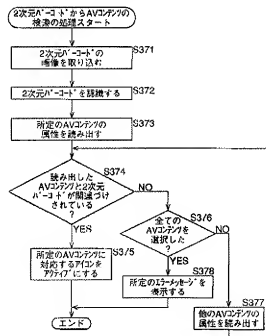 2次元バーコードからAVコンテンツの
検索の処理スタート
S371
2次元バーコードの
画像を取り込む
S372
2次元バーコードを認識する
S373
所定のAVコンテンツの
属性を読み出す
S374
読み出した
AVコンテンツと2次元
バーコードが関連づけ
されている
?
NO
YES
S376
全ての
AVコンテンツを
選択した
?
NO
YES
S375
所定のAVコンテンツに
対応するアイコンを
アクティブにする
S378
所定のエラーメッセージを
表示する
S377
他のAVコンテンツの
属性を読み出す
エンド